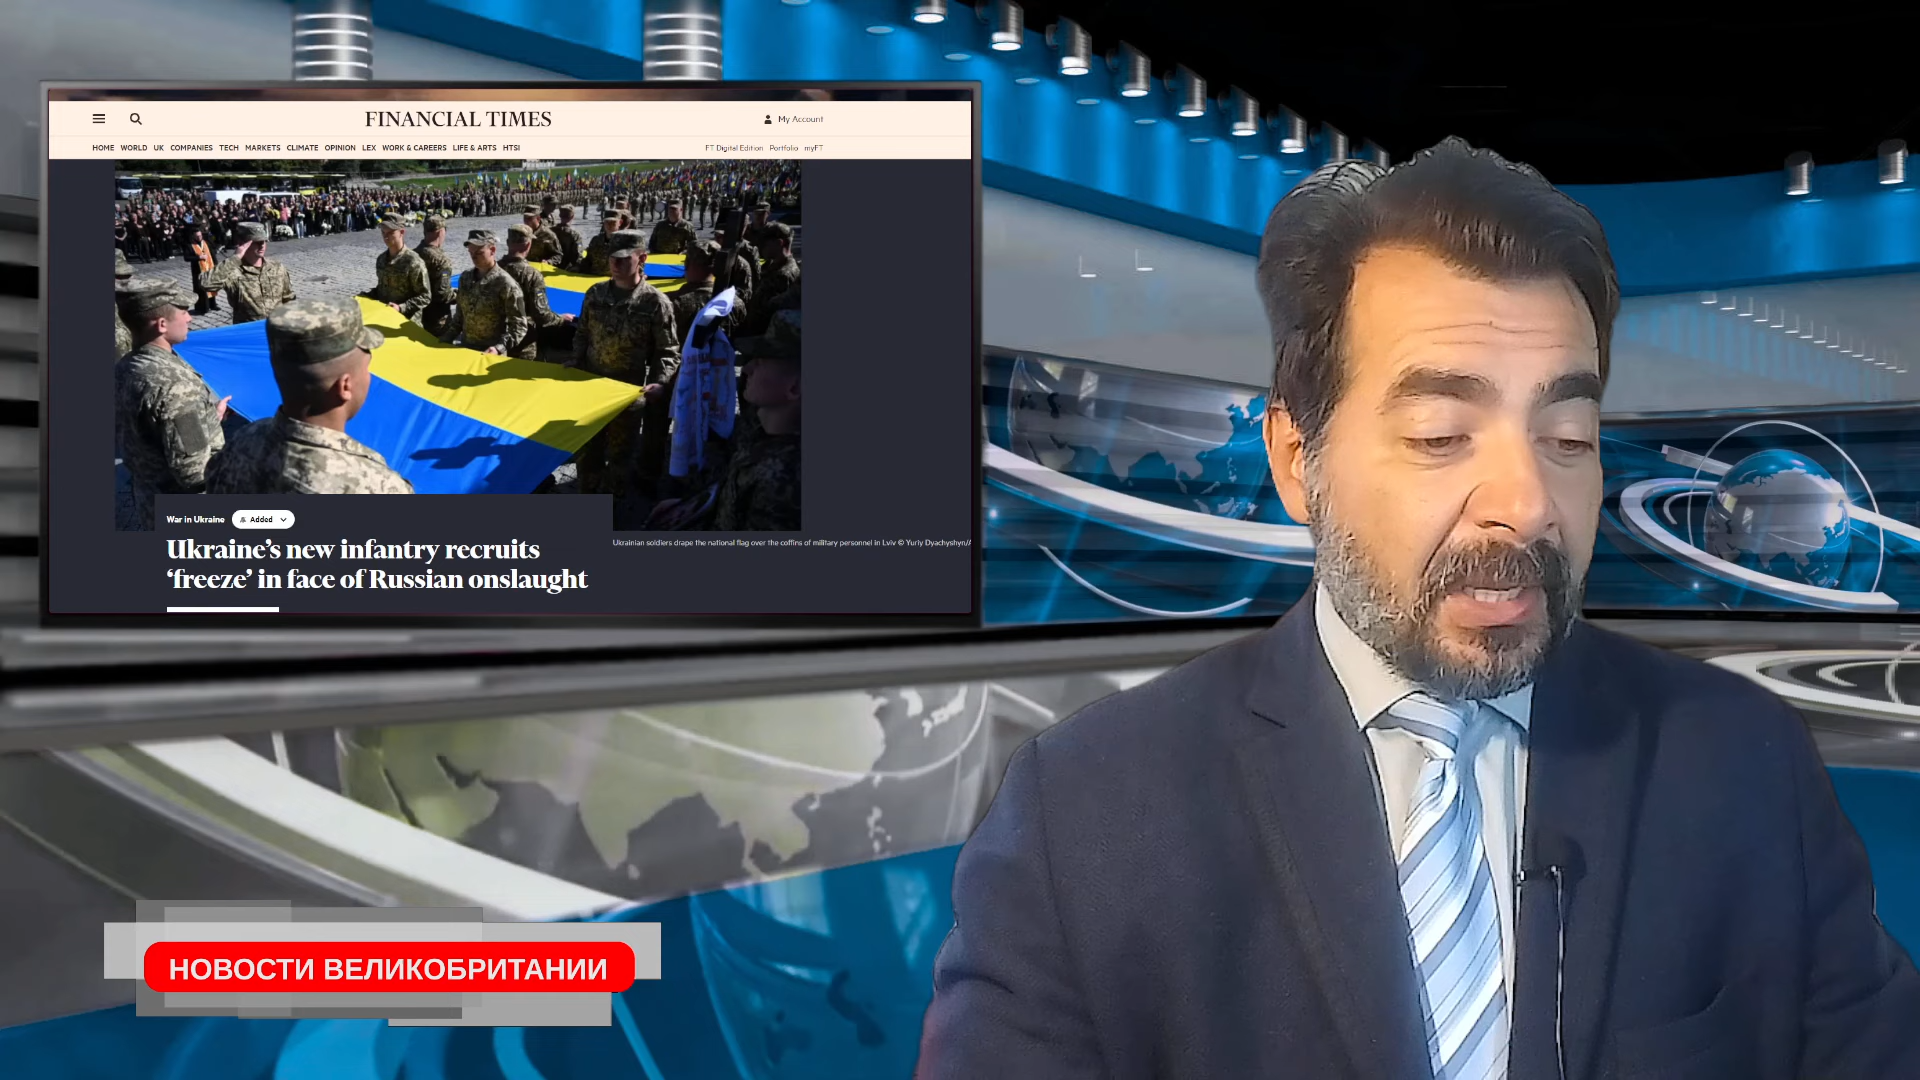 FINANCIAL TIMES
My Account
HOME WORLD UK COMPANIES TECH MARKETS CLIMATE OPINION LEX WORK & CAREERS LIFE & ARTS HTSI
FT Digital Edition Portfolio myFT
War in Ukraine Added
Ukraine's new infantry recruits
‘freeze’ in face of Russian onslaught
Ukrainian soldiers drape the national flag over the coffins of military personnel in Lviv © Yuriy Dyachyshyn/A
НОВОСТИ ВЕЛИКОБРИТАНИИ